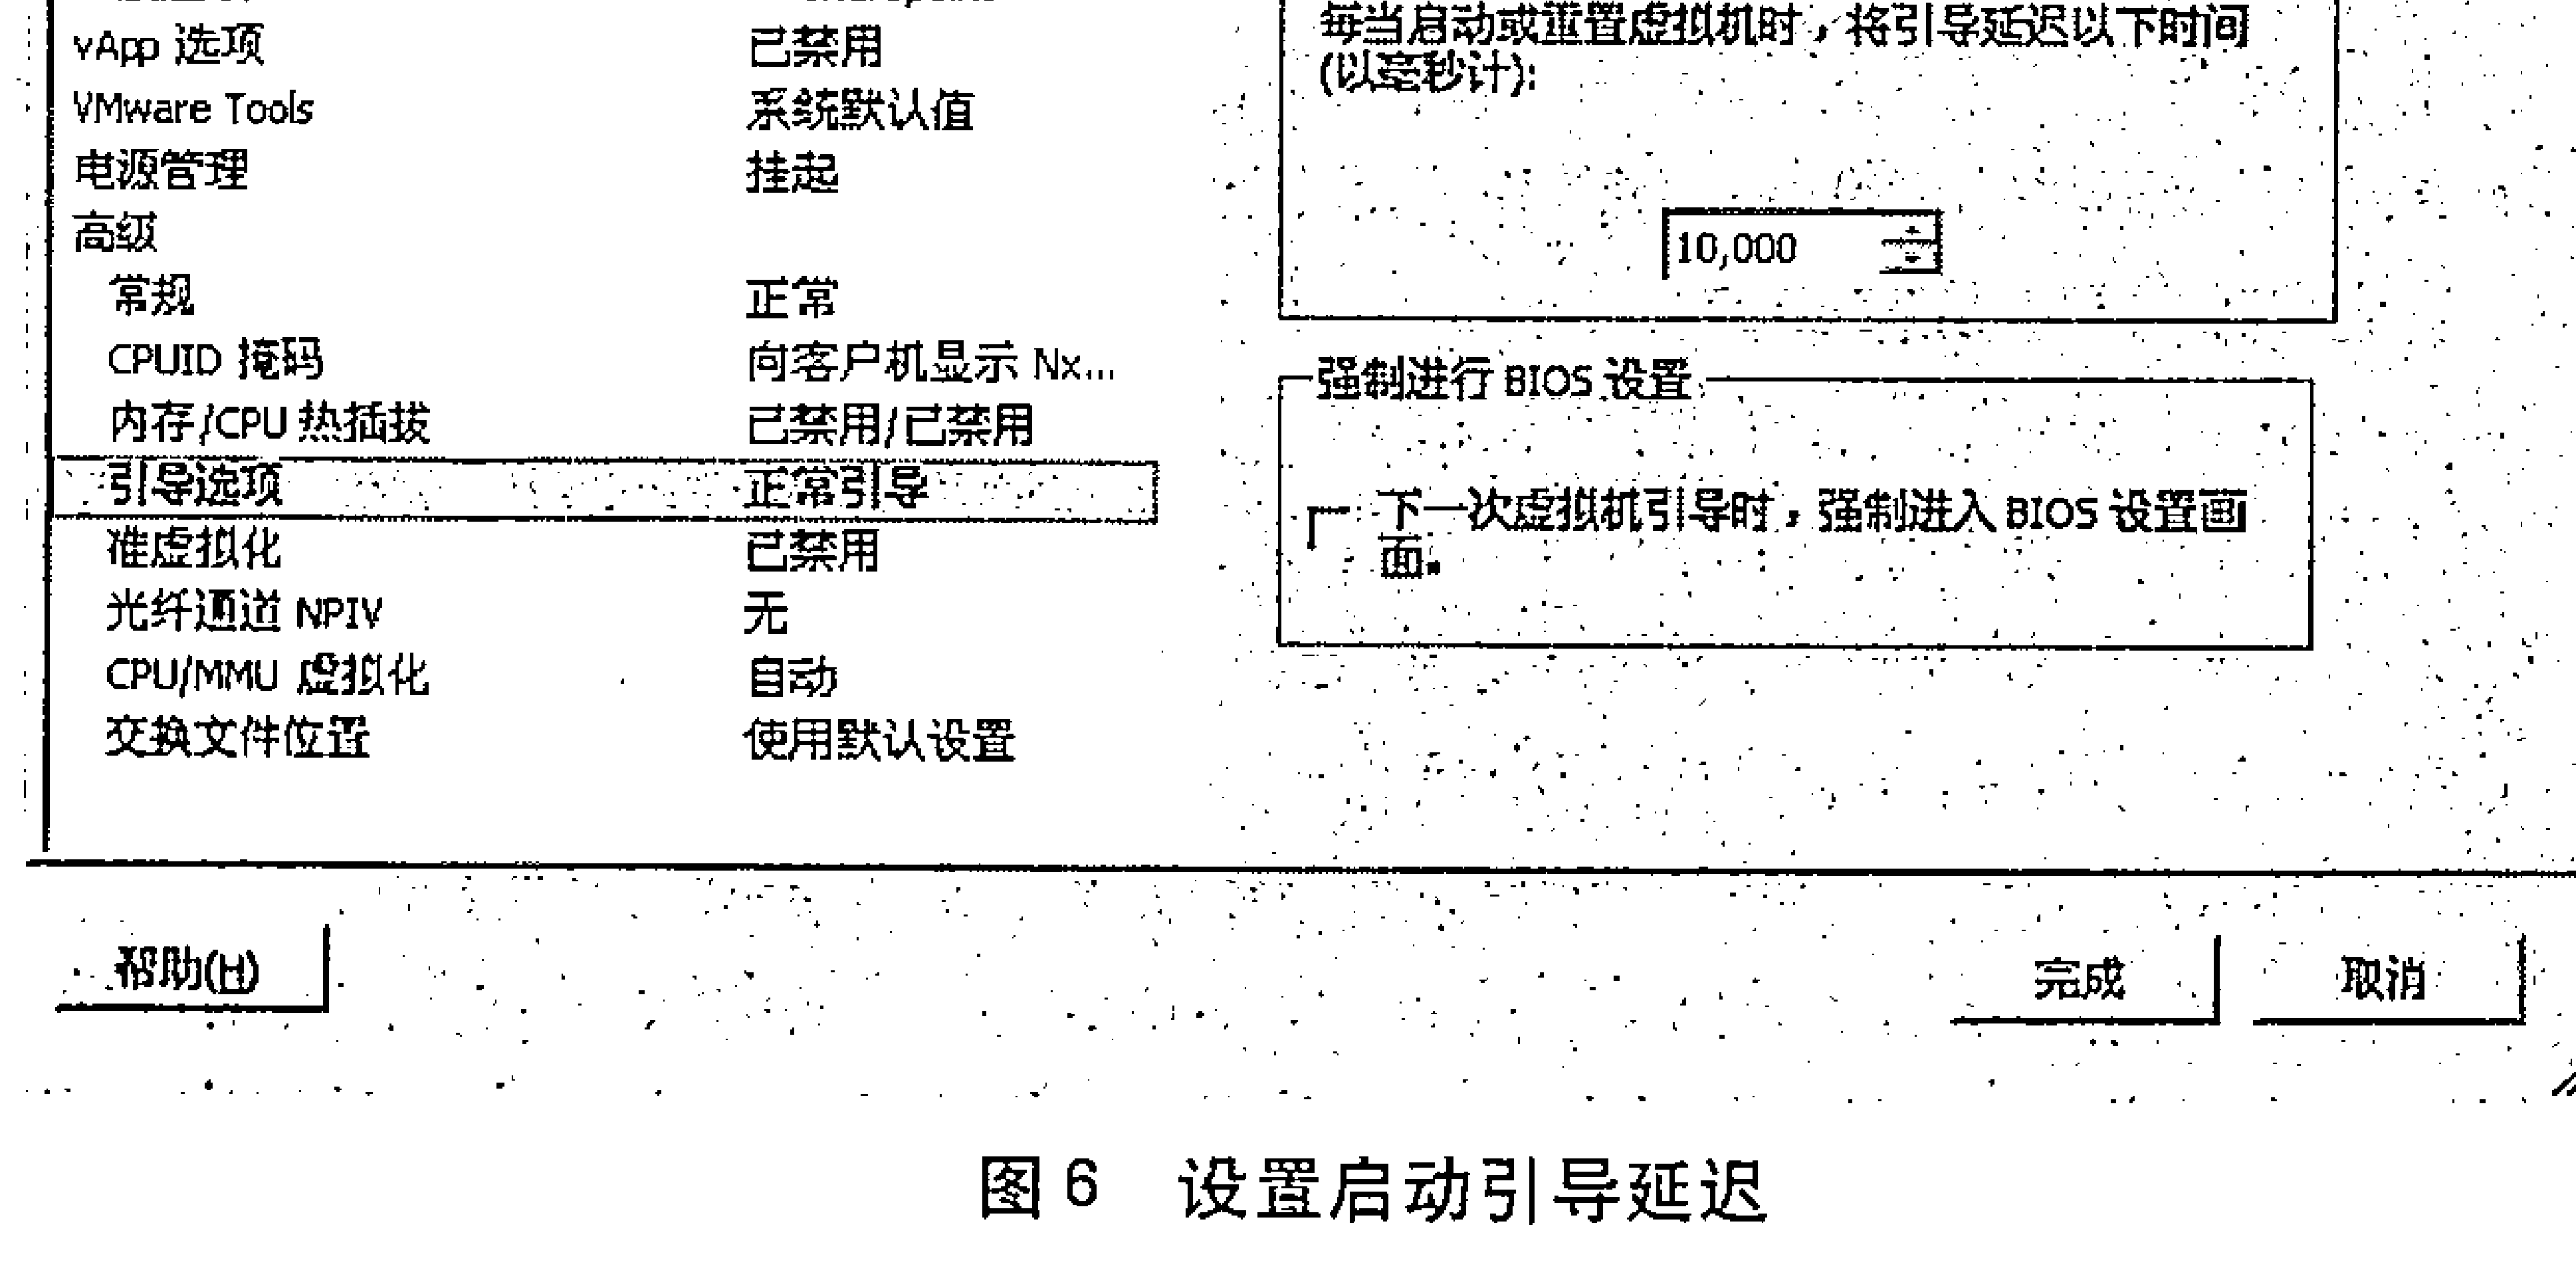 vApp 选项 已禁用
VMware Tools 系统默认值
电源管理 挂起
高级
常规 正常
CPUID 掩码 向客户机显示 Nx...
内存/CPU 热插拔 已禁用/已禁用
引导选项 正常引导
准虚拟化 已禁用
光纤通道 NPIV 无
CPU/MMU 虚拟化 自动
交换文件位置 使用默认设置
每当启动或重置虚拟机时，将引导延迟以下时间
(以毫秒计):
10,000
强制进行 BIOS 设置
下一次虚拟机引导时，强制进入 BIOS 设置画
面。
帮助(H) 完成 取消
图 6 设置启动引导延迟